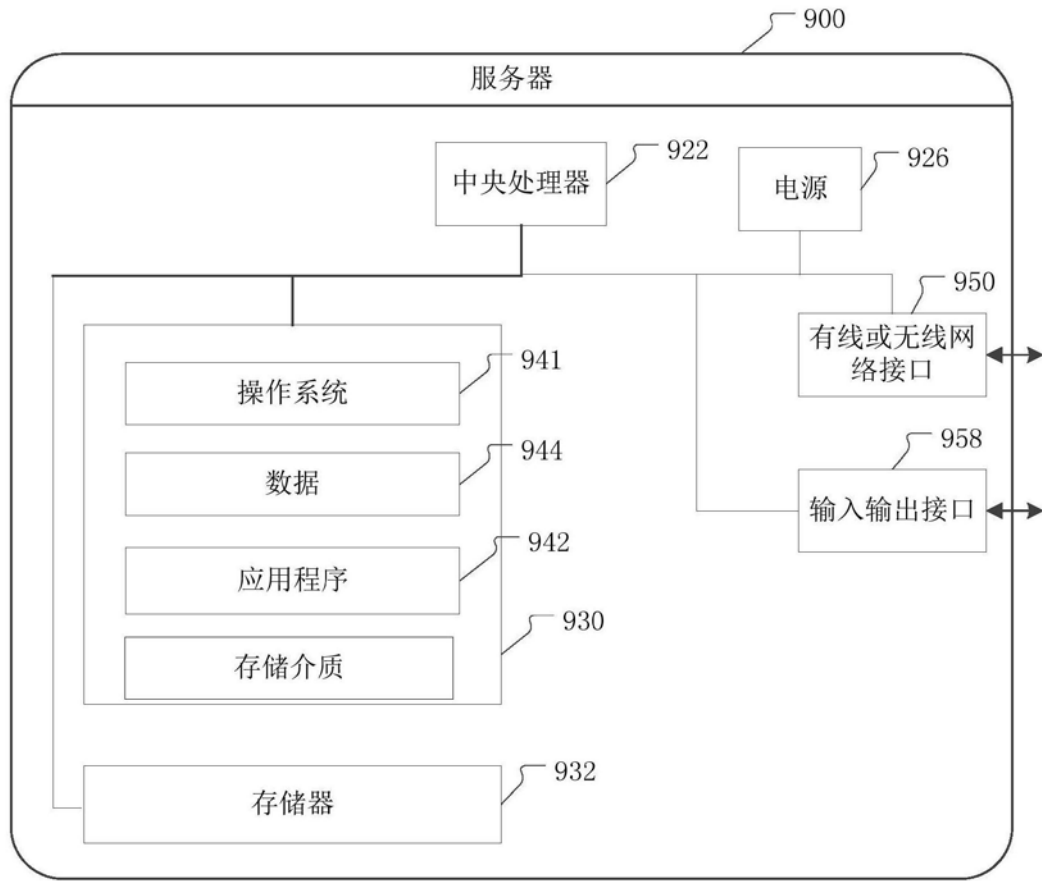 900
服务器
922
中央处理器
926
电源
950
有线或无线网
络接口
941
操作系统
944
数据
958
输入输出接口
942
应用程序
930
存储介质
932
存储器